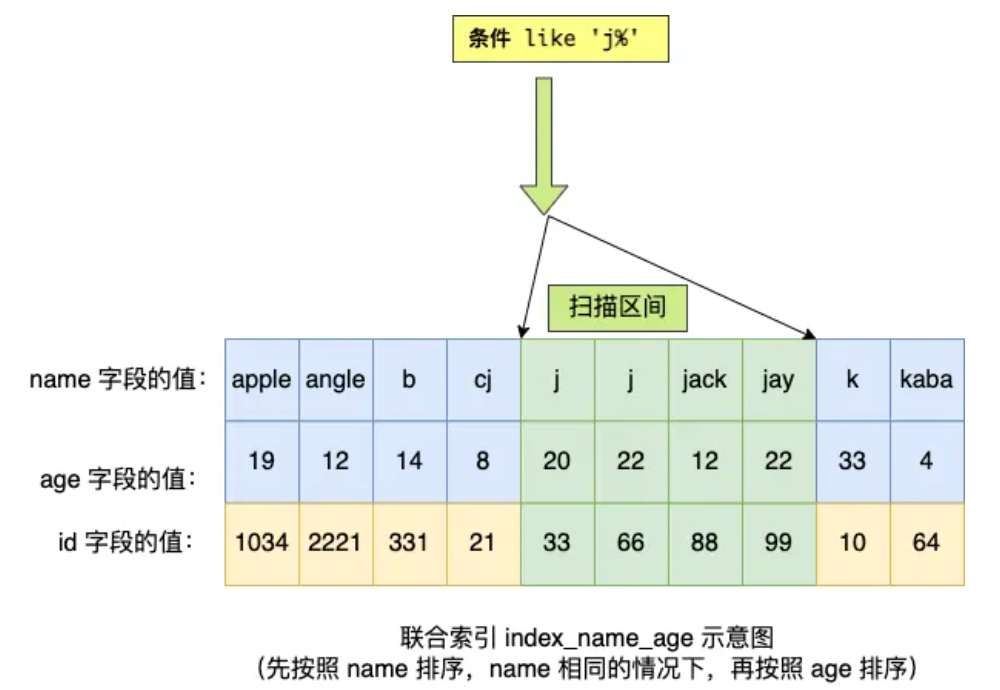 条件 like 'j%'
扫描区间
name 字段的值： apple angle b cj j j jack jay k kaba
age 字段的值： 19 12 14 8 20 22 12 22 33 4
id 字段的值： 1034 2221 331 21 33 66 88 99 10 64
联合索引 index_name_age 示意图
（先按照 name 排序，name 相同的情况下，再按照 age 排序）